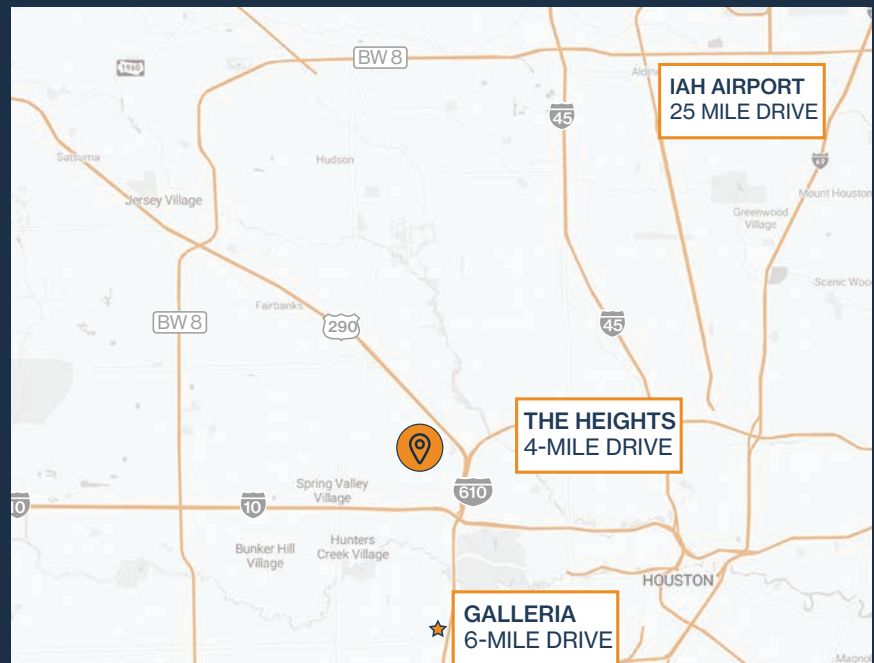 BW 8
1960
Aldine
IAH AIRPORT
25 MILE DRIVE
45
69
Satsuma
Hudson
Jersey Village
Mount Houston
Greenwood
Village
Scenic Woo
Fairbanks
BW 8
290
45
THE HEIGHTS
4-MILE DRIVE
Spring Valley
Village
610
10
10
Bunker Hill
Village
Hunters
Creek Village
HOUSTON
GALLERIA
6-MILE DRIVE
Magnol